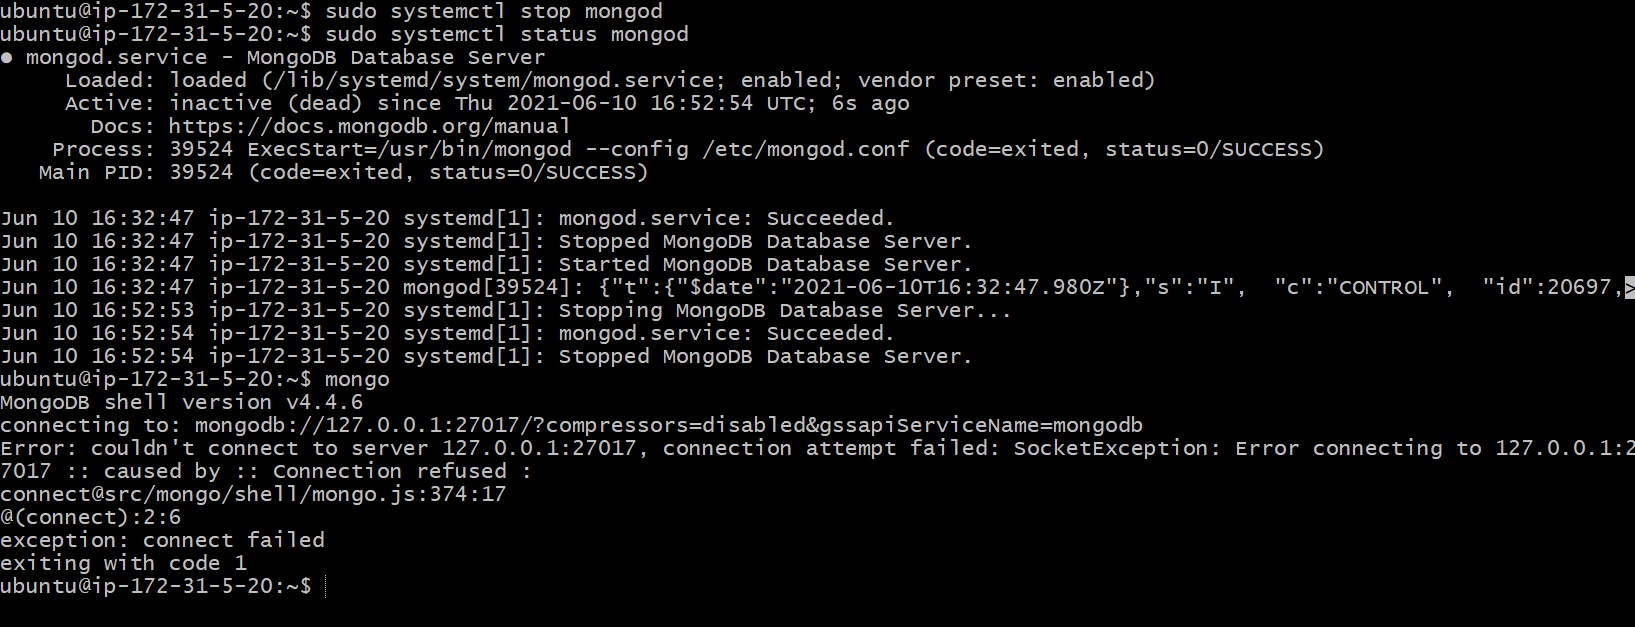 ubuntu@ip-172-31-5-20:~$ sudo systemctl stop mongod
ubuntu@ip-172-31-5-20:~$ sudo systemctl status mongod
● mongod.service - MongoDB Database Server
     Loaded: loaded (/lib/systemd/system/mongod.service; enabled; vendor preset: enabled)
     Active: inactive (dead) since Thu 2021-06-10 16:52:54 UTC; 6s ago
       Docs: https://docs.mongodb.org/manual
    Process: 39524 ExecStart=/usr/bin/mongod --config /etc/mongod.conf (code=exited, status=0/SUCCESS)
   Main PID: 39524 (code=exited, status=0/SUCCESS)

Jun 10 16:32:47 ip-172-31-5-20 systemd[1]: mongod.service: Succeeded.
Jun 10 16:32:47 ip-172-31-5-20 systemd[1]: Stopped MongoDB Database Server.
Jun 10 16:32:47 ip-172-31-5-20 systemd[1]: Started MongoDB Database Server.
Jun 10 16:32:47 ip-172-31-5-20 mongod[39524]: {"t":{"$date":"2021-06-10T16:32:47.980Z"},"s":"I",  "c":"CONTROL",  "id":20697,>
Jun 10 16:52:53 ip-172-31-5-20 systemd[1]: Stopping MongoDB Database Server...
Jun 10 16:52:54 ip-172-31-5-20 systemd[1]: mongod.service: Succeeded.
Jun 10 16:52:54 ip-172-31-5-20 systemd[1]: Stopped MongoDB Database Server.
ubuntu@ip-172-31-5-20:~$ mongo
MongoDB shell version v4.4.6
connecting to: mongodb://127.0.0.1:27017/?compressors=disabled&gssapiServiceName=mongodb
Error: couldn't connect to server 127.0.0.1:27017, connection attempt failed: SocketException: Error connecting to 127.0.0.1:2
7017 :: caused by :: Connection refused :
connect@src/mongo/shell/mongo.js:374:17
@(connect):2:6
exception: connect failed
exiting with code 1
ubuntu@ip-172-31-5-20:~$